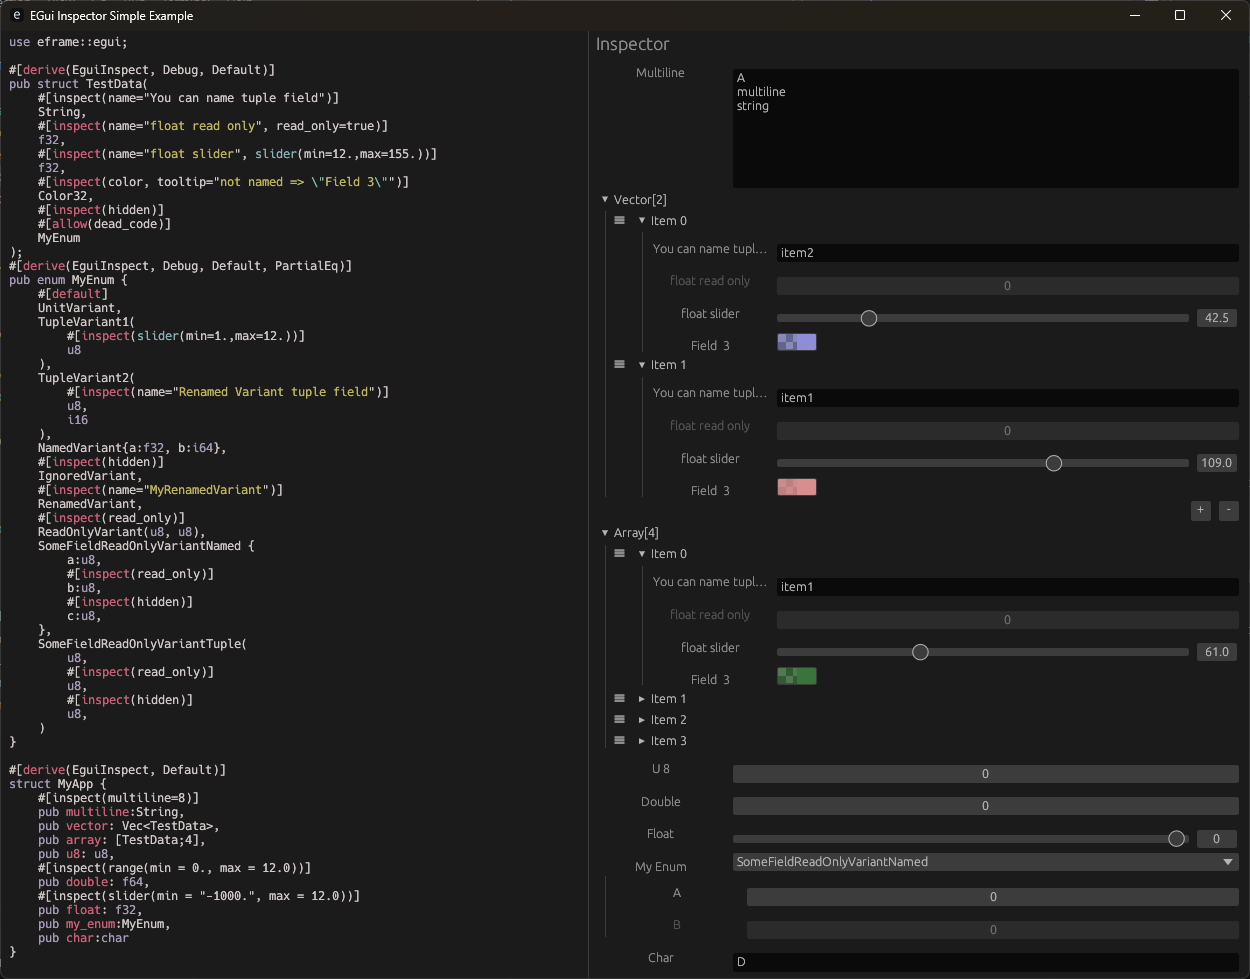 e EGui Inspector Simple Example
use eframe::egui;
#[derive(EguiInspect, Debug, Default)]
pub struct TestData(
#[inspect(name="You can name tuple field")]
String,
#[inspect(name="float read only", read_only=true)]
f32,
#[inspect(name="float slider", slider(min=12.,max=155.))]
f32,
#[inspect(color, tooltip="not named => \"Field 3\"")]
Color32,
#[inspect(hidden)]
#[allow(dead_code)]
MyEnum
);
#[derive(EguiInspect, Debug, Default, PartialEq)]
pub enum MyEnum {
#[default]
UnitVariant,
TupleVariant1(
#[inspect(slider(min=1.,max=12.))]
u8
),
TupleVariant2(
#[inspect(name="Renamed Variant tuple field")]
u8,
i16
),
NamedVariant{a:f32, b:i64},
#[inspect(hidden)]
IgnoredVariant,
#[inspect(name="MyRenamedVariant")]
RenamedVariant,
#[inspect(read_only)]
ReadOnlyVariant(u8, u8),
SomeFieldReadOnlyVariantNamed {
a:u8,
#[inspect(read_only)]
b:u8,
#[inspect(hidden)]
c:u8,
},
SomeFieldReadOnlyVariantTuple(
u8,
#[inspect(read_only)]
u8,
#[inspect(hidden)]
u8,
)
}
#[derive(EguiInspect, Default)]
struct MyApp {
#[inspect(multiline=8)]
pub multiline:String,
pub vector: Vec<TestData>,
pub array: [TestData;4],
pub u8: u8,
#[inspect(range(min = 0., max = 12.0))]
pub double: f64,
#[inspect(slider(min = "-1000.", max = 12.0))]
pub float: f32,
pub my_enum:MyEnum,
pub char:char
}
Inspector
Multiline
A
multiline
string
Vector[2]
Item 0
You can name tupl… item2
float read only 0
float slider 42.5
Field 3
Item 1
You can name tupl… item1
float read only 0
float slider 109.0
Field 3
+ -
Array[4]
Item 0
You can name tupl… item1
float read only 0
float slider 61.0
Field 3
Item 1
Item 2
Item 3
U 8 0
Double 0
Float 0
My Enum SomeFieldReadOnlyVariantNamed
A 0
B 0
Char D